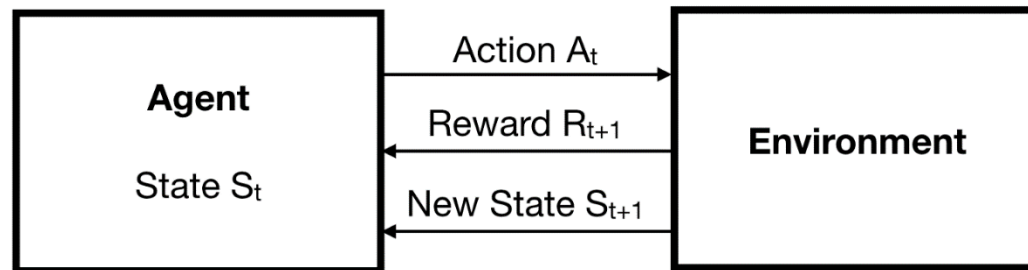 Agent
State Sₜ
Action Aₜ
Reward Rₜ₊₁
New State Sₜ₊₁
Environment